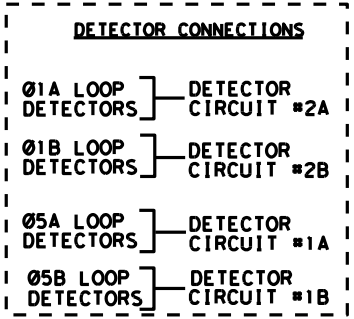 DETECTOR CONNECTIONS
Ø1A LOOP DETECTOR
DETECTORS CIRCUIT #2A
Ø1B LOOP DETECTOR
DETECTORS CIRCUIT #2B
Ø5A LOOP DETECTOR
DETECTORS CIRCUIT #1A
Ø5B LOOP DETECTOR
DETECTORS CIRCUIT #1B